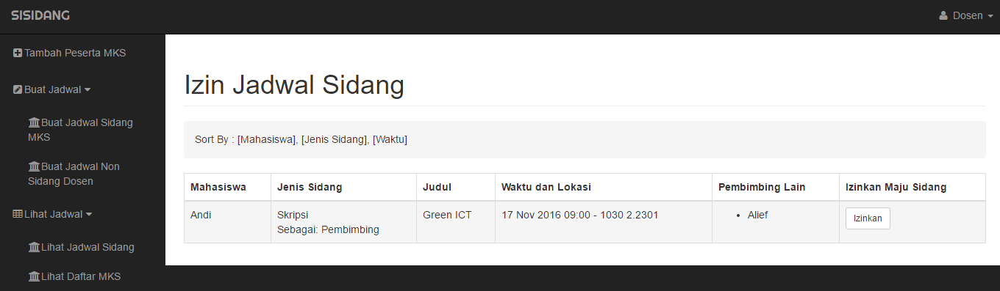 SISIDANG
Dosen
Tambah Peserta MKS
Buat Jadwal
Buat Jadwal Sidang
MKS
Buat Jadwal Non
Sidang Dosen
Lihat Jadwal
Lihat Jadwal Sidang
Lihat Daftar MKS
Izin Jadwal Sidang
Sort By : [Mahasiswa], [Jenis Sidang], [Waktu]
Mahasiswa Jenis Sidang Judul Waktu dan Lokasi Pembimbing Lain Izinkan Maju Sidang
Andi Skripsi Green ICT 17 Nov 2016 09:00 - 1030 2.2301 • Alief Izinkan
Sebagai: Pembimbing